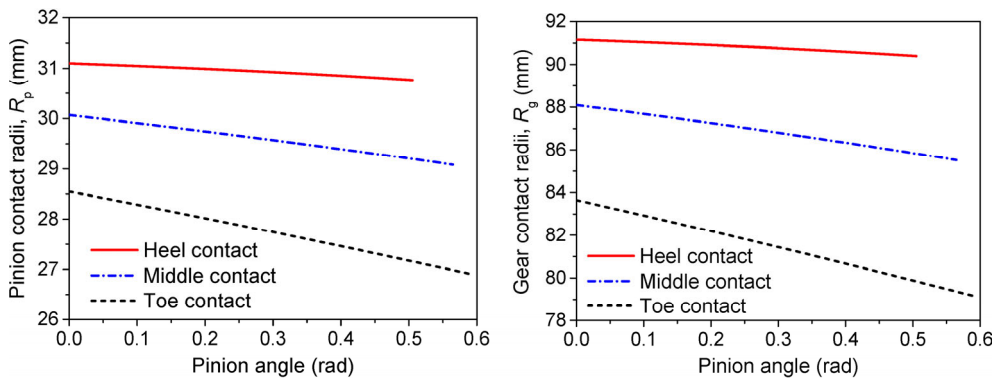 Pinion contact radii, Rp (mm)
32
31
30
29
28
27
26
Heel contact
Middle contact
Toe contact
0.0 0.1 0.2 0.3 0.4 0.5 0.6
Pinion angle (rad)
Gear contact radii, Rg (mm)
92
90
88
86
84
82
80
78
Heel contact
Middle contact
Toe contact
0.0 0.1 0.2 0.3 0.4 0.5 0.6
Pinion angle (rad)